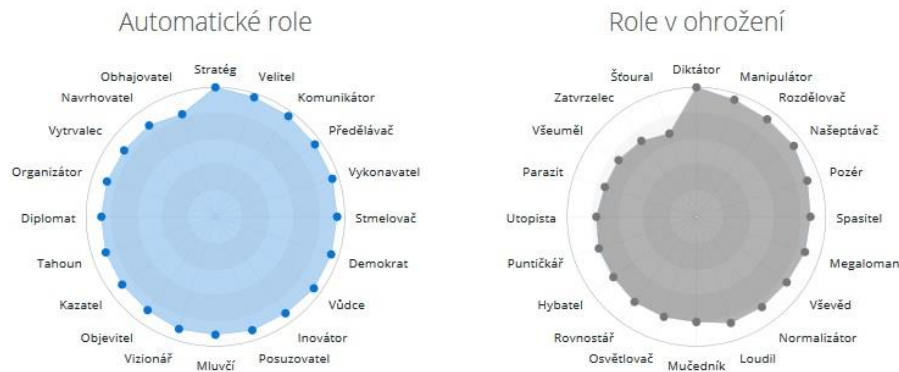 Automatické role
Stratég
Velitel
Komunikátor
Předělávač
Vykonavatel
Stmelovač
Demokrat
Vůdce
Inovátor
Posuzovatel
Mluvčí
Vizionář
Objevitel
Kazatel
Tahoun
Diplomat
Organizátor
Vytrvalec
Navrhovatel
Obhajovatel
Role v ohrožení
Diktátor
Manipulátor
Rozdělovač
Našeptávač
Pozér
Spasitel
Megaloman
Vševěd
Normalizátor
Loudil
Mučedník
Osvětlovač
Rovnostář
Hybatel
Puntičkář
Utopista
Parazit
Všeuměl
Zatvrzelec
Šťoural